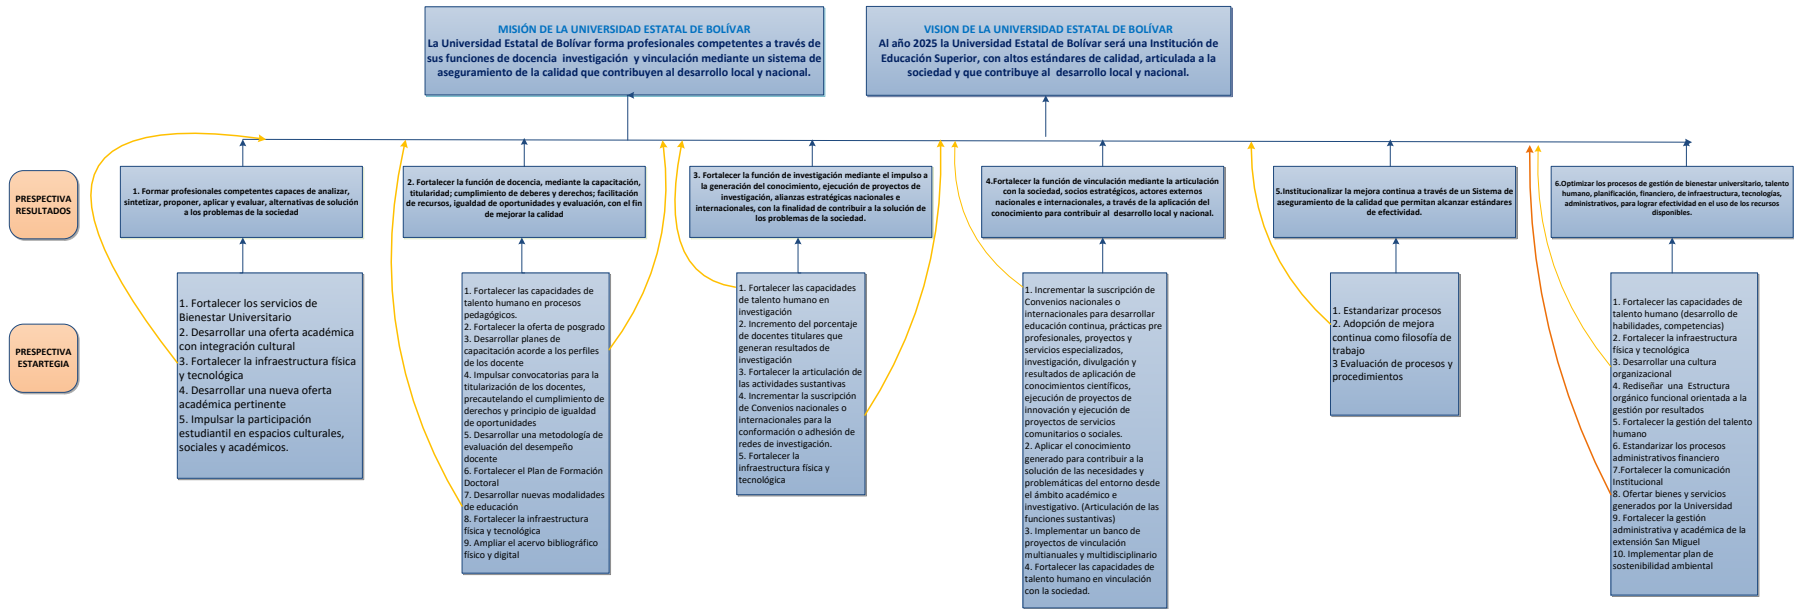 MISIÓN DE LA UNIVERSIDAD ESTATAL DE BOLÍVAR
La Universidad Estatal de Bolívar forma profesionales competentes a través de
sus funciones de docencia investigación y vinculación mediante un sistema de
aseguramiento de la calidad que contribuyen al desarrollo local y nacional.
VISION DE LA UNIVERSIDAD ESTATAL DE BOLÍVAR
Al año 2025 la Universidad Estatal de Bolívar será una Institución de
Educación Superior, con altos estándares de calidad, articulada a la
sociedad y que contribuye al desarrollo local y nacional.
PRESPECTIVA
RESULTADOS
1. Formar profesionales competentes capaces de analizar,
sintetizar, proponer, aplicar y evaluar, alternativas de solución
a los problemas de la sociedad
2. Fortalecer la función de docencia, mediante la capacitación,
titularidad; cumplimiento de deberes y derechos; facilitación
de recursos, igualdad de oportunidades y evaluación, con el fin
de mejorar la calidad
3. Fortalecer la función de investigación mediante el impulso a
la generación del conocimiento, ejecución de proyectos de
investigación, alianzas estratégicas nacionales e
internacionales, con la finalidad de contribuir a la solución de
los problemas de la sociedad.
4.Fortalecer la función de vinculación mediante la articulación
con la sociedad, socios estratégicos, actores externos
nacionales e internacionales, a través de la aplicación del
conocimiento para contribuir al desarrollo local y nacional.
5.Institucionalizar la mejora continua a través de un Sistema de
aseguramiento de la calidad que permitan alcanzar estándares
de efectividad.
6.Optimizar los procesos de gestión de bienestar universitario, talento
humano, planificación, financiero, de infraestructura, tecnologías,
administrativos, para lograr efectividad en el uso de los recursos
disponibles.
PRESPECTIVA
ESTARTEGIA
1. Fortalecer los servicios de
Bienestar Universitario
2. Desarrollar una oferta académica
con integración cultural
3. Fortalecer la infraestructura física
y tecnológica
4. Desarrollar una nueva oferta
académica pertinente
5. Impulsar la participación
estudiantil en espacios culturales,
sociales y académicos.
1. Fortalecer las capacidades de
talento humano en procesos
pedagógicos.
2. Fortalecer la oferta de posgrado
3. Desarrollar planes de
capacitación acorde a los perfiles
de los docente
4. Impulsar convocatorias para la
titularización de los docentes,
precautelando el cumplimiento de
derechos y principio de igualdad
de oportunidades
5. Desarrollar una metodología de
evaluación del desempeño
docente
6. Fortalecer el Plan de Formación
Doctoral
7. Desarrollar nuevas modalidades
de educación
8. Fortalecer la infraestructura
física y tecnológica
9. Ampliar el acervo bibliográfico
físico y digital
1. Fortalecer las capacidades
de talento humano en
investigación
2. Incremento del porcentaje
de docentes titulares que
generan resultados de
investigación
3. Fortalecer la articulación de
las actividades sustantivas
4. Incrementar la suscripción
de Convenios nacionales o
internacionales para la
conformación o adhesión de
redes de investigación.
5. Fortalecer la
infraestructura física y
tecnológica
1. Incrementar la suscripción de
Convenios nacionales o
internacionales para desarrollar
educación continua, prácticas pre
profesionales, proyectos y
servicios especializados,
investigación, divulgación y
resultados de aplicación de
conocimientos científicos,
ejecución de proyectos de
innovación y ejecución de
proyectos de servicios
comunitarios o sociales.
2. Aplicar el conocimiento
generado para contribuir a la
solución de las necesidades y
problemáticas del entorno desde
el ámbito académico e
investigativo. (Articulación de las
funciones sustantivas)
3. Implementar un banco de
proyectos de vinculación
multianuales y multidisciplinario
4. Fortalecer las capacidades de
talento humano en vinculación
con la sociedad.
1. Estandarizar procesos
2. Adopción de mejora
continua como filosofía de
trabajo
3 Evaluación de procesos y
procedimientos
1. Fortalecer las capacidades de
talento humano (desarrollo de
habilidades, competencias)
2. Fortalecer la infraestructura
física y tecnológica
3. Desarrollar una cultura
organizacional
4. Rediseñar una Estructura
orgánico funcional orientada a la
gestión por resultados
5. Fortalecer la gestión del talento
humano
6. Estandarizar los procesos
administrativos financiero
7.Fortalecer la comunicación
Institucional
8. Ofertar bienes y servicios
generados por la Universidad
9. Fortalecer la gestión
administrativa y académica de la
extensión San Miguel
10. Implementar plan de
sostenibilidad ambiental